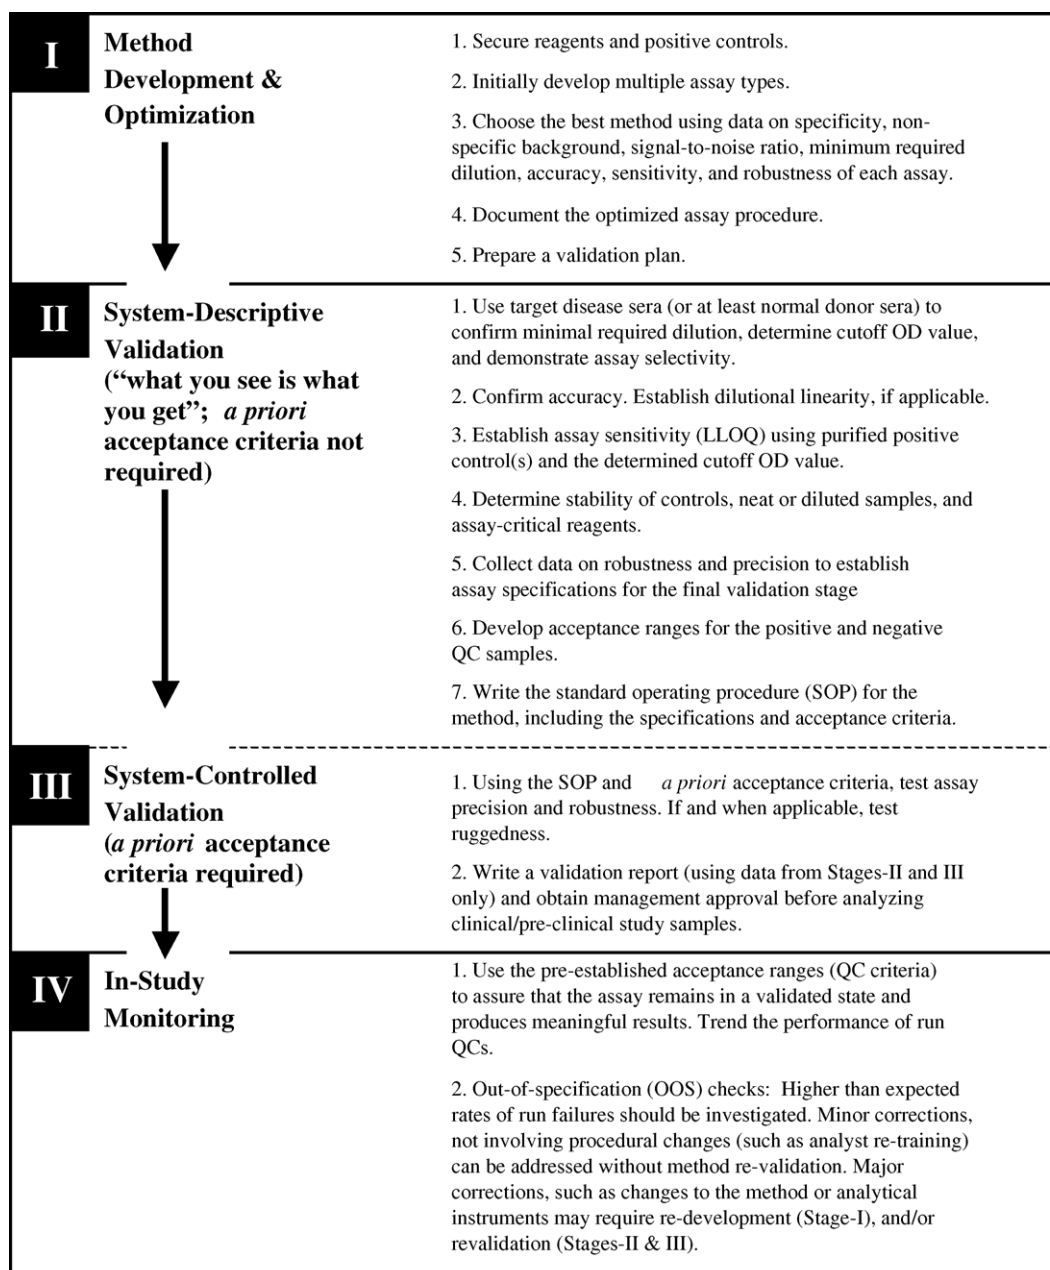 I
Method
Development &
Optimization
1. Secure reagents and positive controls.
2. Initially develop multiple assay types.
3. Choose the best method using data on specificity, non-
specific background, signal-to-noise ratio, minimum required
dilution, accuracy, sensitivity, and robustness of each assay.
4. Document the optimized assay procedure.
5. Prepare a validation plan.
II
System-Descriptive
Validation
(“what you see is what
you get”; a priori
acceptance criteria not
required)
1. Use target disease sera (or at least normal donor sera) to
confirm minimal required dilution, determine cutoff OD value,
and demonstrate assay selectivity.
2. Confirm accuracy. Establish dilutional linearity, if applicable.
3. Establish assay sensitivity (LLOQ) using purified positive
control(s) and the determined cutoff OD value.
4. Determine stability of controls, neat or diluted samples, and
assay-critical reagents.
5. Collect data on robustness and precision to establish
assay specifications for the final validation stage
6. Develop acceptance ranges for the positive and negative
QC samples.
7. Write the standard operating procedure (SOP) for the
method, including the specifications and acceptance criteria.
III
System-Controlled
Validation
(a priori acceptance
criteria required)
1. Using the SOP and a priori acceptance criteria, test assay
precision and robustness. If and when applicable, test
ruggedness.
2. Write a validation report (using data from Stages-II and III
only) and obtain management approval before analyzing
clinical/pre-clinical study samples.
IV
In-Study
Monitoring
1. Use the pre-established acceptance ranges (QC criteria)
to assure that the assay remains in a validated state and
produces meaningful results. Trend the performance of run
QCs.
2. Out-of-specification (OOS) checks: Higher than expected
rates of run failures should be investigated. Minor corrections,
not involving procedural changes (such as analyst re-training)
can be addressed without method re-validation. Major
corrections, such as changes to the method or analytical
instruments may require re-development (Stage-I), and/or
revalidation (Stages-II & III).